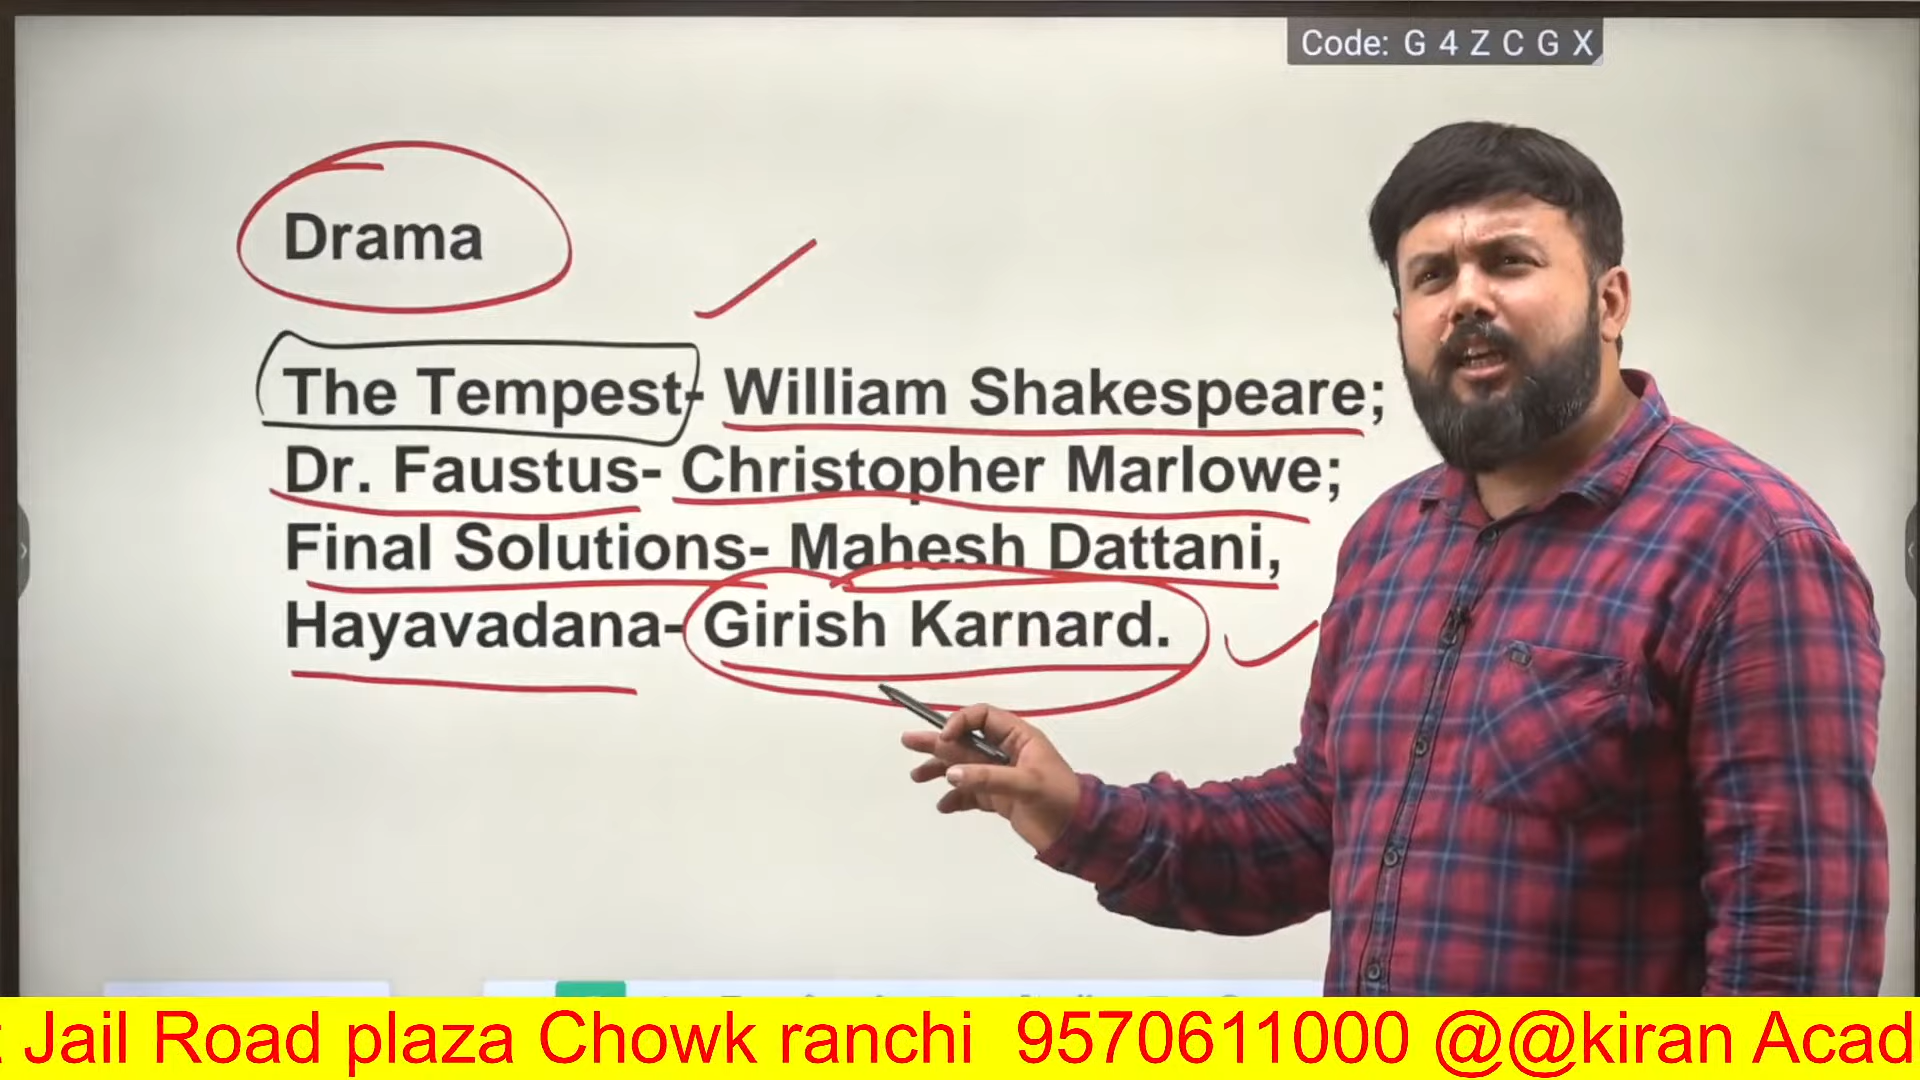 Code: G 4 Z C G X
Drama
The Tempest- William Shakespeare;
Dr. Faustus- Christopher Marlowe;
Final Solutions- Mahesh Dattani,
Hayavadana- Girish Karnard.
Jail Road plaza Chowk ranchi 9570611000 @@kiran Acad